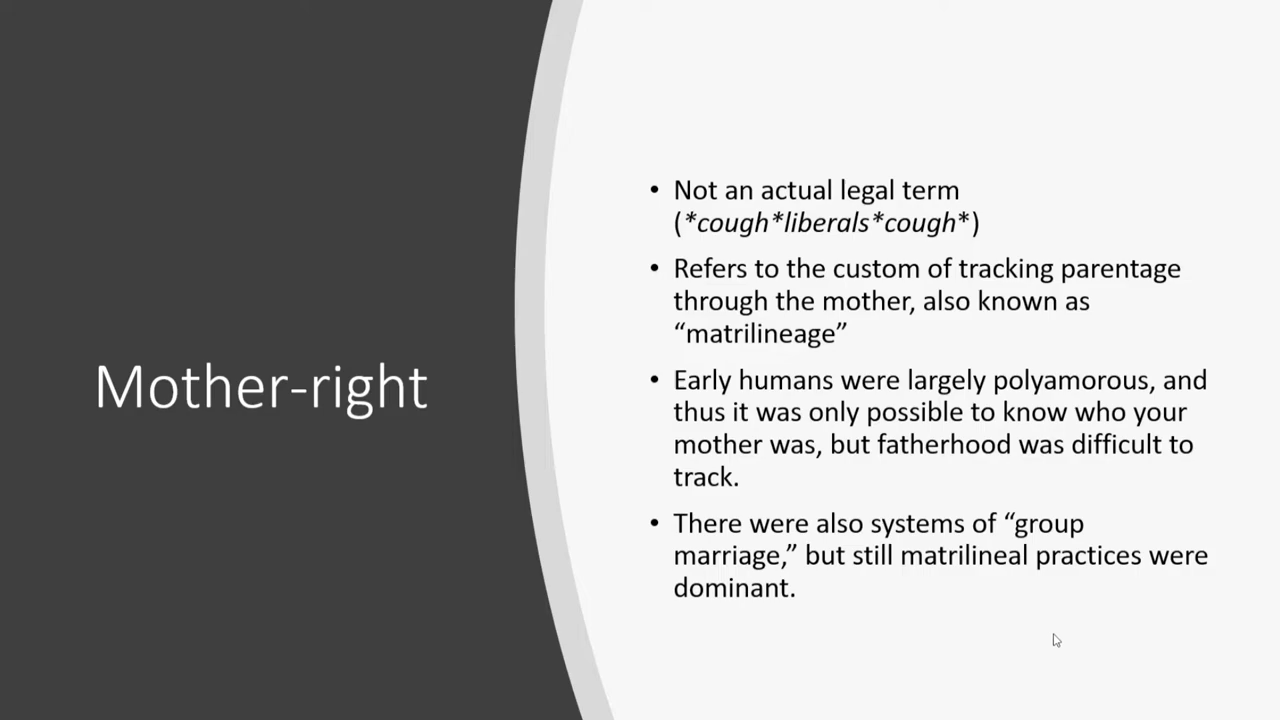 Mother-right
• Not an actual legal term
(*cough*liberals*cough*)
• Refers to the custom of tracking parentage
through the mother, also known as
“matrilineage”
• Early humans were largely polyamorous, and
thus it was only possible to know who your
mother was, but fatherhood was difficult to
track.
• There were also systems of “group
marriage,” but still matrilineal practices were
dominant.